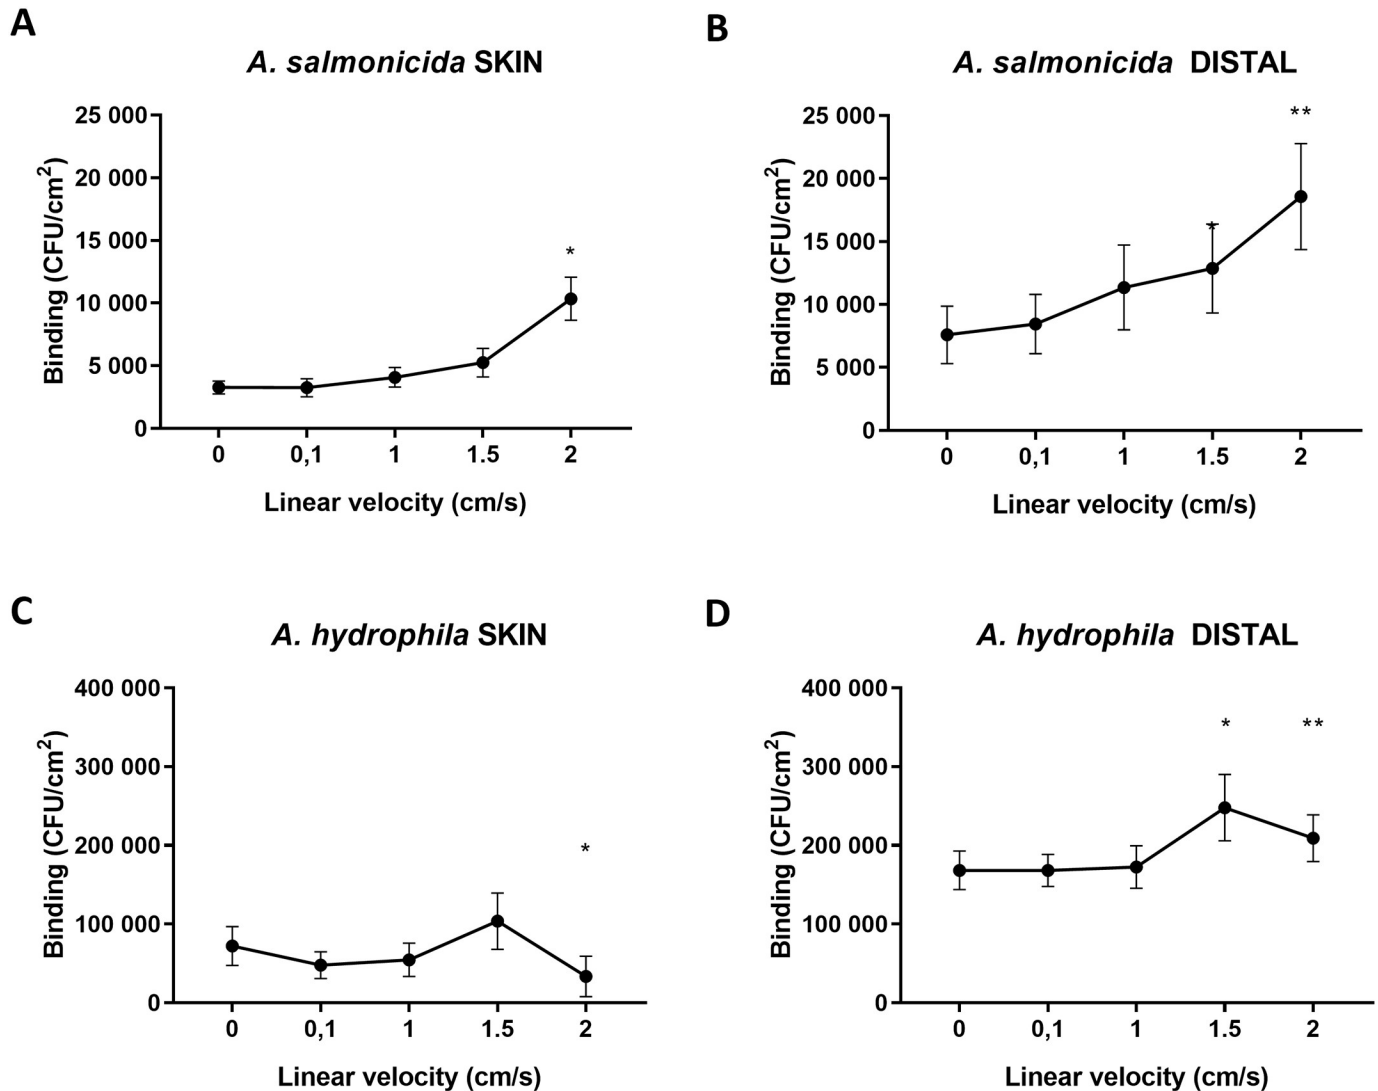 A
A. salmonicida SKIN
25 000
20 000
15 000
10 000
5 000
0
Binding (CFU/cm²)
*
0 0,1 1 1.5 2
Linear velocity (cm/s)
B
A. salmonicida DISTAL
25 000
20 000
15 000
10 000
5 000
0
Binding (CFU/cm²)
* **
0 0,1 1 1.5 2
Linear velocity (cm/s)
C
A. hydrophila SKIN
400 000
300 000
200 000
100 000
0
Binding (CFU/cm²)
*
0 0,1 1 1.5 2
Linear velocity (cm/s)
D
A. hydrophila DISTAL
400 000
300 000
200 000
100 000
0
Binding (CFU/cm²)
* **
0 0,1 1 1.5 2
Linear velocity (cm/s)